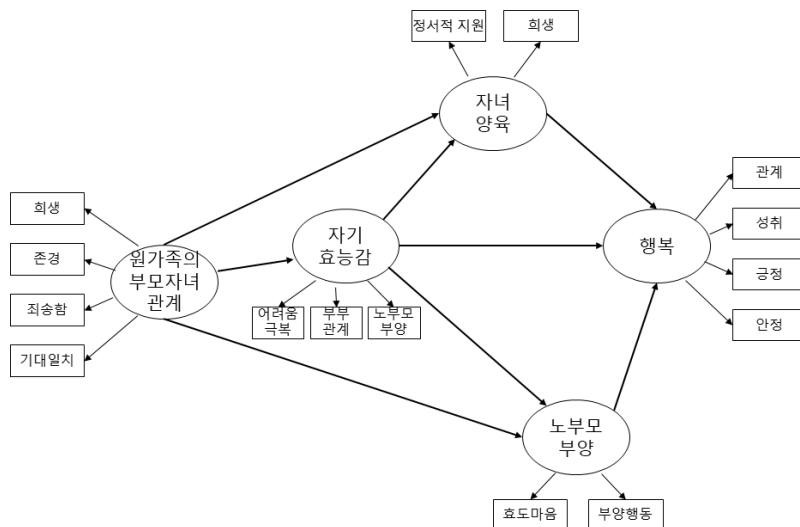 정서적 지원
희생
자녀
양육
희생
존경
죄송함
기대일치
원가족의
부모자녀
관계
자기
효능감
어려움
극복
부부
관계
노부모
부양
행복
관계
성취
긍정
안정
노부모
부양
효도마음
부양행동